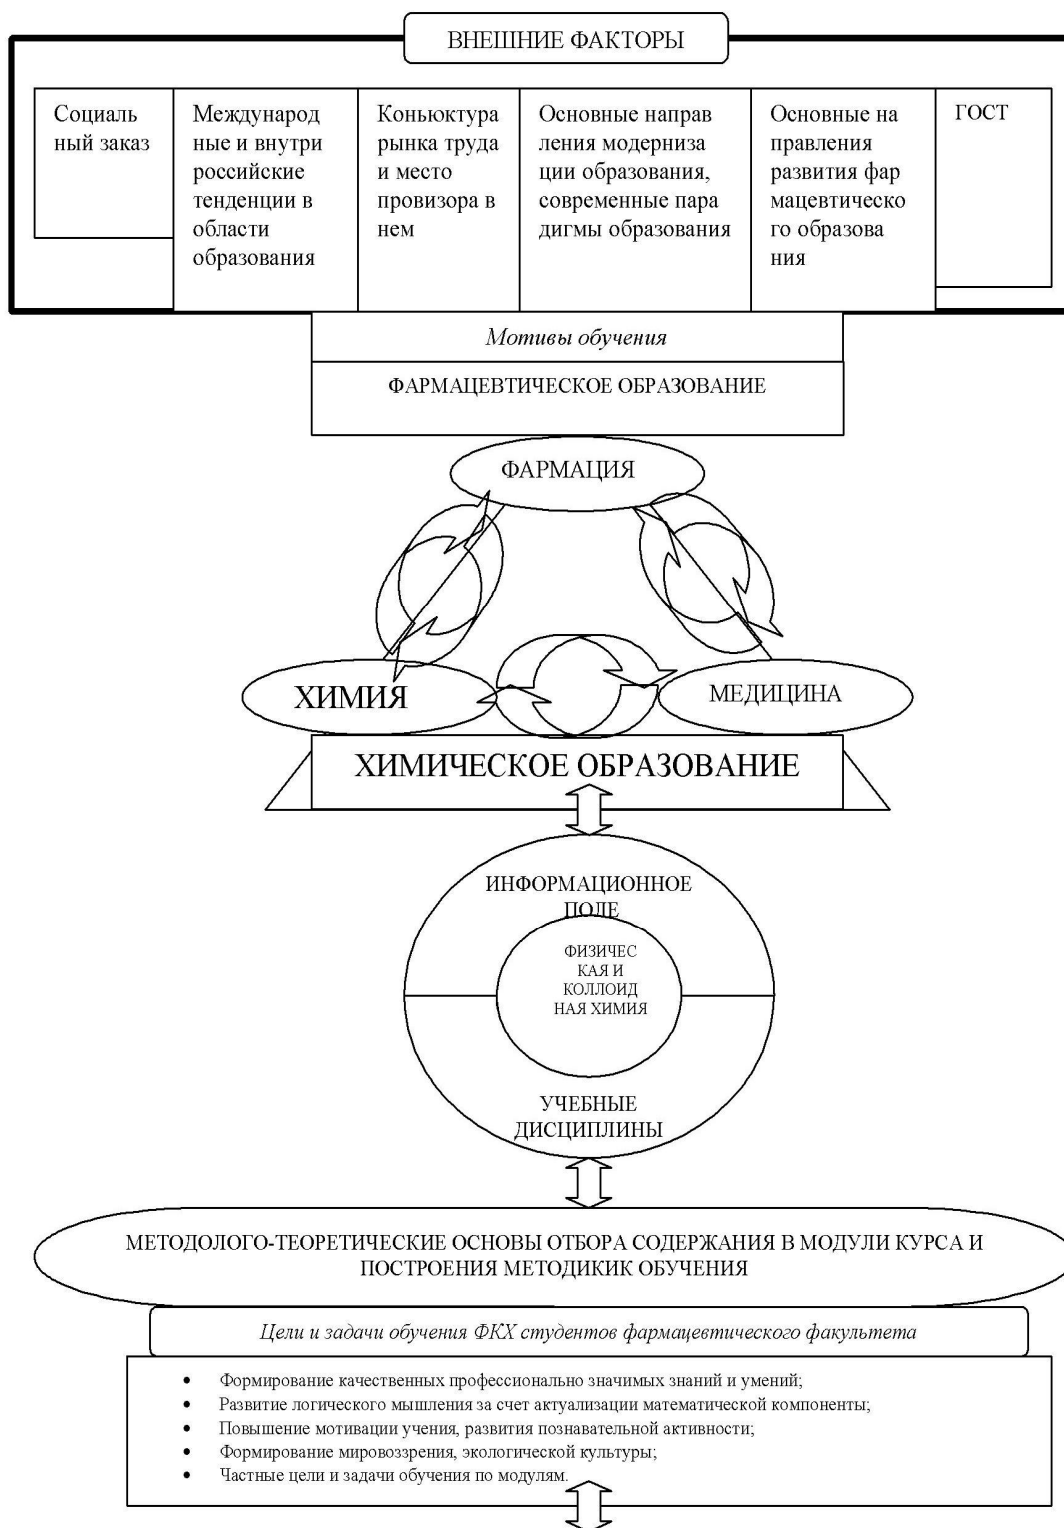 ВНЕШНИЕ ФАКТОРЫ
Социаль
ный заказ
Международ
ные и внутри
российские
тенденции в
области
образования
Коньюктура
рынка труда
и место
провизора в
нем
Основные направ
ления модерниза
ции образования,
современные пара
дигмы образования
Основные на
правления
развития фар
мацевтическо
го образова
ния
ГОСТ
Мотивы обучения
ФАРМАЦЕВТИЧЕСКОЕ ОБРАЗОВАНИЕ
ФАРМАЦИЯ
ХИМИЯ
МЕДИЦИНА
ХИМИЧЕСКОЕ ОБРАЗОВАНИЕ
ИНФОРМАЦИОННОЕ
ПОЛЕ
ФИЗИЧЕС
КАЯ И
КОЛЛОИД
НАЯ ХИМИЯ
УЧЕБНЫЕ
ДИСЦИПЛИНЫ
МЕТОДОЛОГО-ТЕОРЕТИЧЕСКИЕ ОСНОВЫ ОТБОРА СОДЕРЖАНИЯ В МОДУЛИ КУРСА И
ПОСТРОЕНИЯ МЕТОДИКИК ОБУЧЕНИЯ
Цели и задачи обучения ФКХ студентов фармацевтического факультета
• Формирование качественных профессионально значимых знаний и умений;
• Развитие логического мышления за счет актуализации математической компоненты;
• Повышение мотивации учения, развития познавательной активности;
• Формирование мировоззрения, экологической культуры;
• Частные цели и задачи обучения по модулям.